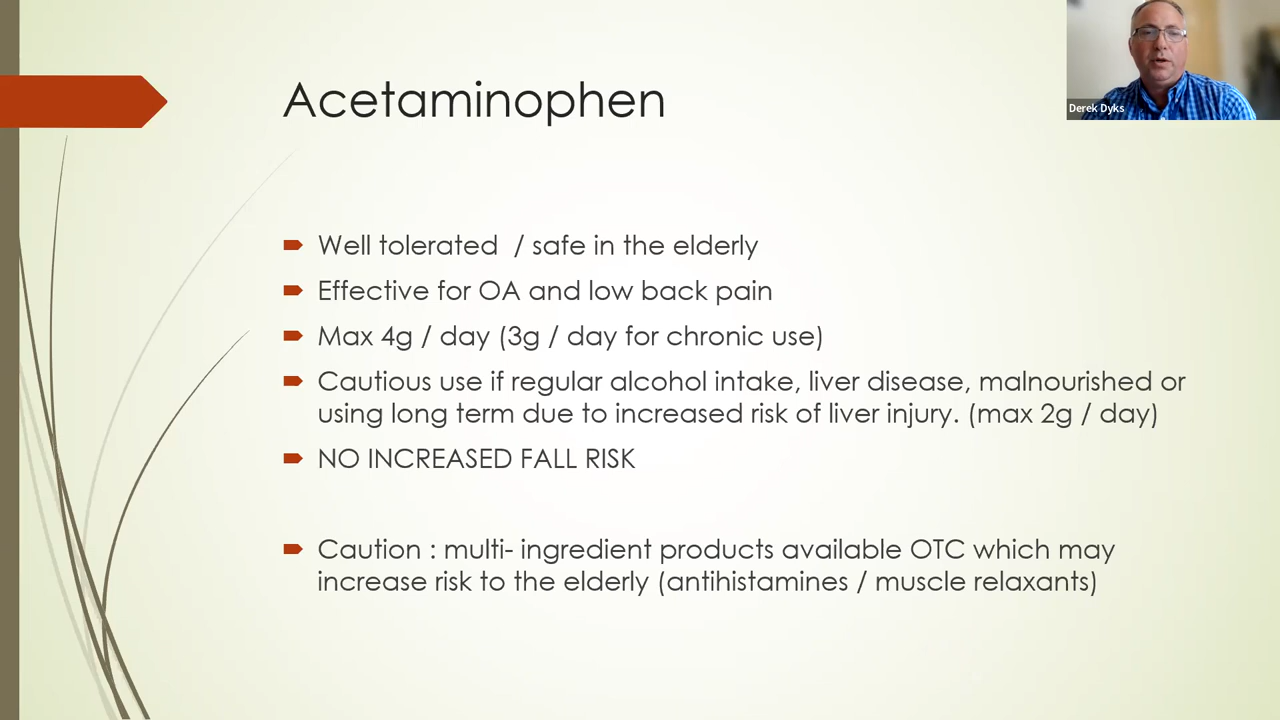 Acetaminophen
Derek Dyks
Well tolerated / safe in the elderly
Effective for OA and low back pain
Max 4g / day (3g / day for chronic use)
Cautious use if regular alcohol intake, liver disease, malnourished or
using long term due to increased risk of liver injury. (max 2g / day)
NO INCREASED FALL RISK
Caution : multi- ingredient products available OTC which may
increase risk to the elderly (antihistamines / muscle relaxants)